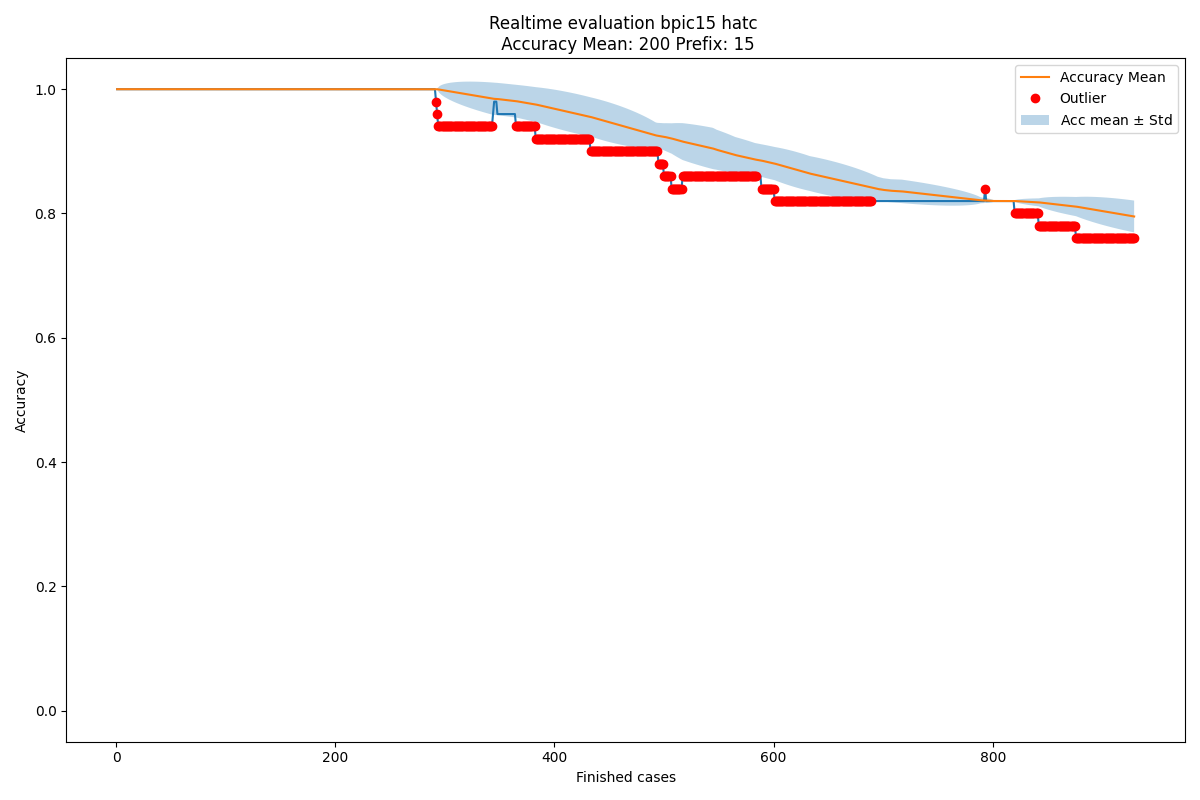 Realtime evaluation bpic15 hatc
Accuracy Mean: 200 Prefix: 15
Accuracy Mean
Outlier
Acc mean ± Std
1.0
0.8
0.6
0.4
0.2
0.0
Accuracy
0
200
400
600
800
Finished cases